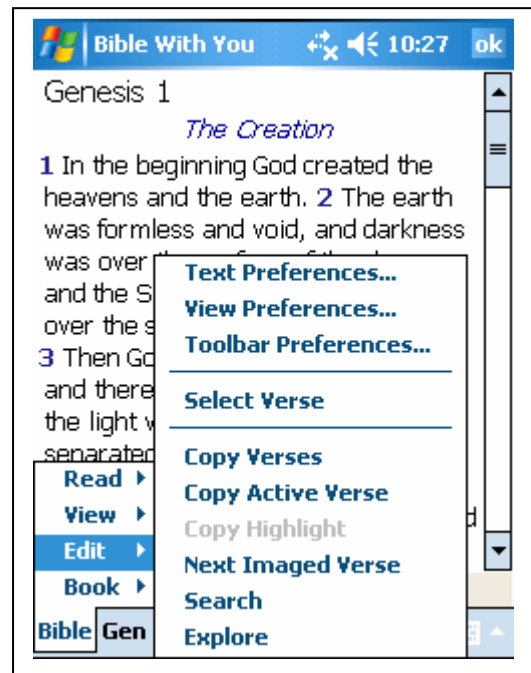 Bible With You 10:27 ok
Genesis 1
The Creation
1 In the beginning God created the
heavens and the earth. 2 The earth
was formless and void, and darkness
was over
and the S
over the s
3 Then Go
and there
the light
separated
Text Preferences...
View Preferences...
Toolbar Preferences...
Select Verse
Copy Verses
Copy Active Verse
Copy Highlight
Next Imaged Verse
Search
Explore
Read
View
Edit
Book
Bible Gen